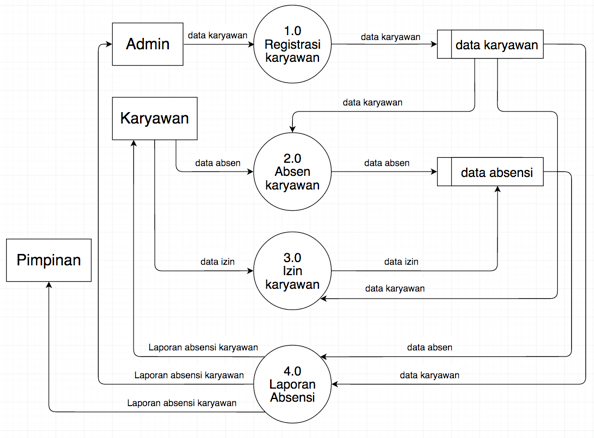 1.0
Registrasi
karyawan
Admin
data karyawan
data karyawan
data karyawan
data karyawan
Karyawan
2.0
Absen
karyawan
data absen
data absen
data absensi
Pimpinan
3.0
Izin
karyawan
data izin
data izin
data karyawan
Laporan absensi karyawan
data absen
4.0
Laporan
Absensi
Laporan absensi karyawan
data karyawan
Laporan absensi karyawan